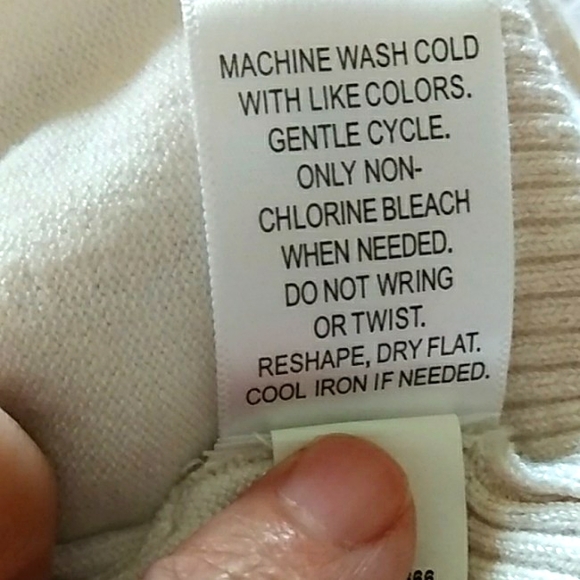 MACHINE WASH COLD
WITH LIKE COLORS.
GENTLE CYCLE.
ONLY NON-
CHLORINE BLEACH
WHEN NEEDED.
DO NOT WRING
OR TWIST.
RESHAPE, DRY FLAT.
COOL IRON IF NEEDED.